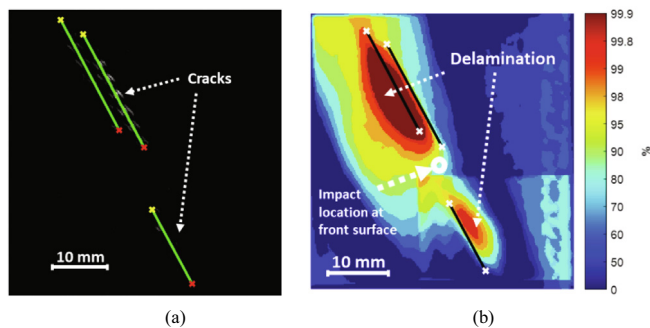 Cracks
10 mm
(a)
Delamination
Impact
location at
front surface
10 mm
(b)
99.9
99.8
99
98
95
90
80
70
60
50
0
%